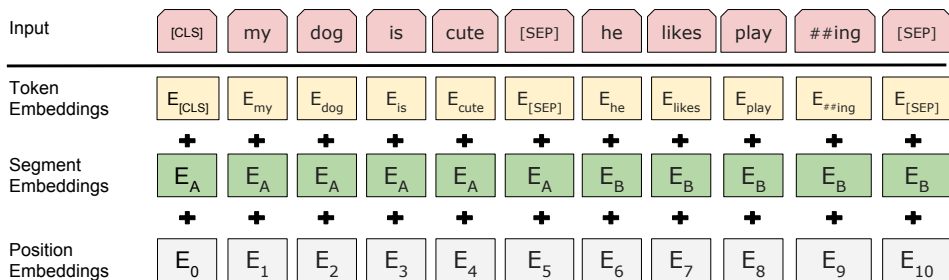 Input [CLS] my dog is cute [SEP] he likes play ##ing [SEP]
Token
Embeddings E[CLS] Emy Edog Eis Ecute E[SEP] Ehe Elikes Eplay E##ing E[SEP]
+ + + + + + + + + + +
Segment
Embeddings EA EA EA EA EA EA EB EB EB EB EB
+ + + + + + + + + + +
Position
Embeddings E0 E1 E2 E3 E4 E5 E6 E7 E8 E9 E10